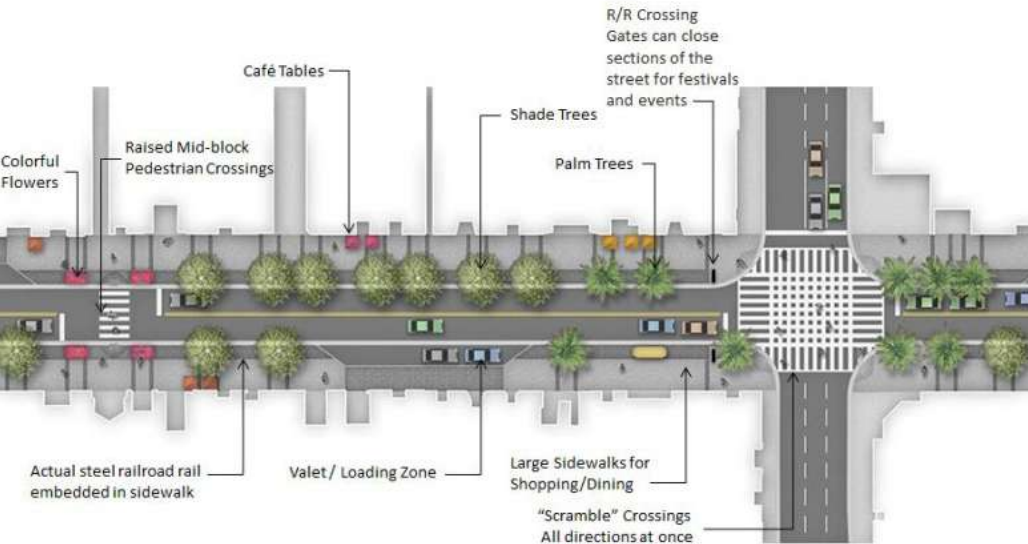 R/R Crossing
Gates can close
sections of the
street for festivals
and events
Café Tables
Shade Trees
Raised Mid-block
Pedestrian Crossings
Colorful
Flowers
Palm Trees
Actual steel railroad rail
embedded in sidewalk
Valet / Loading Zone
Large Sidewalks for
Shopping/Dining
“Scramble” Crossings
All directions at once